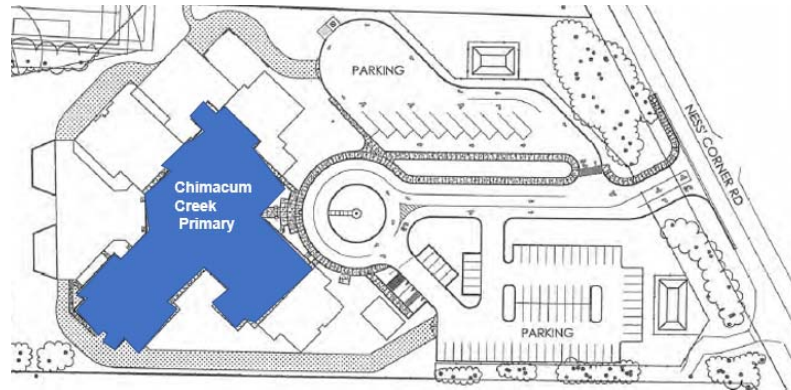 PARKING
NESS' CORNER RD
Chimacum
Creek
Primary
PARKING